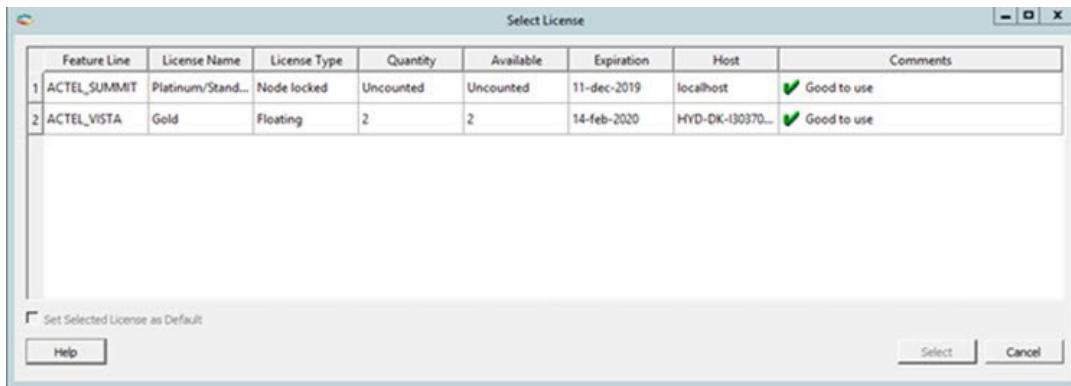 Select License
Feature Line License Name License Type Quantity Available Expiration Host Comments
1 ACTEL_SUMMIT Platinum/Stand... Node locked Uncounted Uncounted 11-dec-2019 localhost Good to use
2 ACTEL_VISTA Gold Floating 2 2 14-feb-2020 HYD-DK-I30370... Good to use
Set Selected License as Default
Help Select Cancel